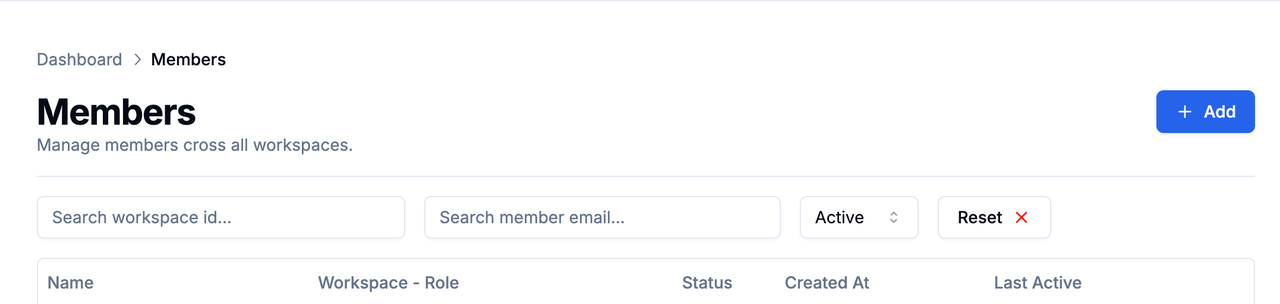 Dashboard > Members
Members
+ Add
Manage members cross all workspaces.
Search workspace id...
Search member email...
Active
Reset
Name Workspace - Role Status Created At Last Active